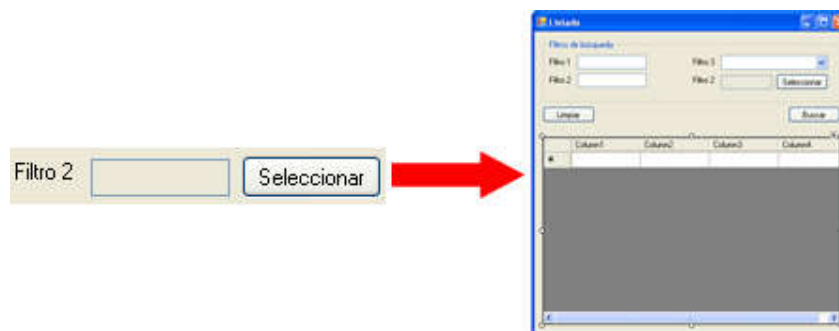 Filtro 2
Seleccionar
Listado
Filtros de búsqueda
Filtro 1
Filtro 3
Filtro 2
Filtro 2
Seleccionar
Limpiar
Buscar
Column1 Column2 Column3 Column4